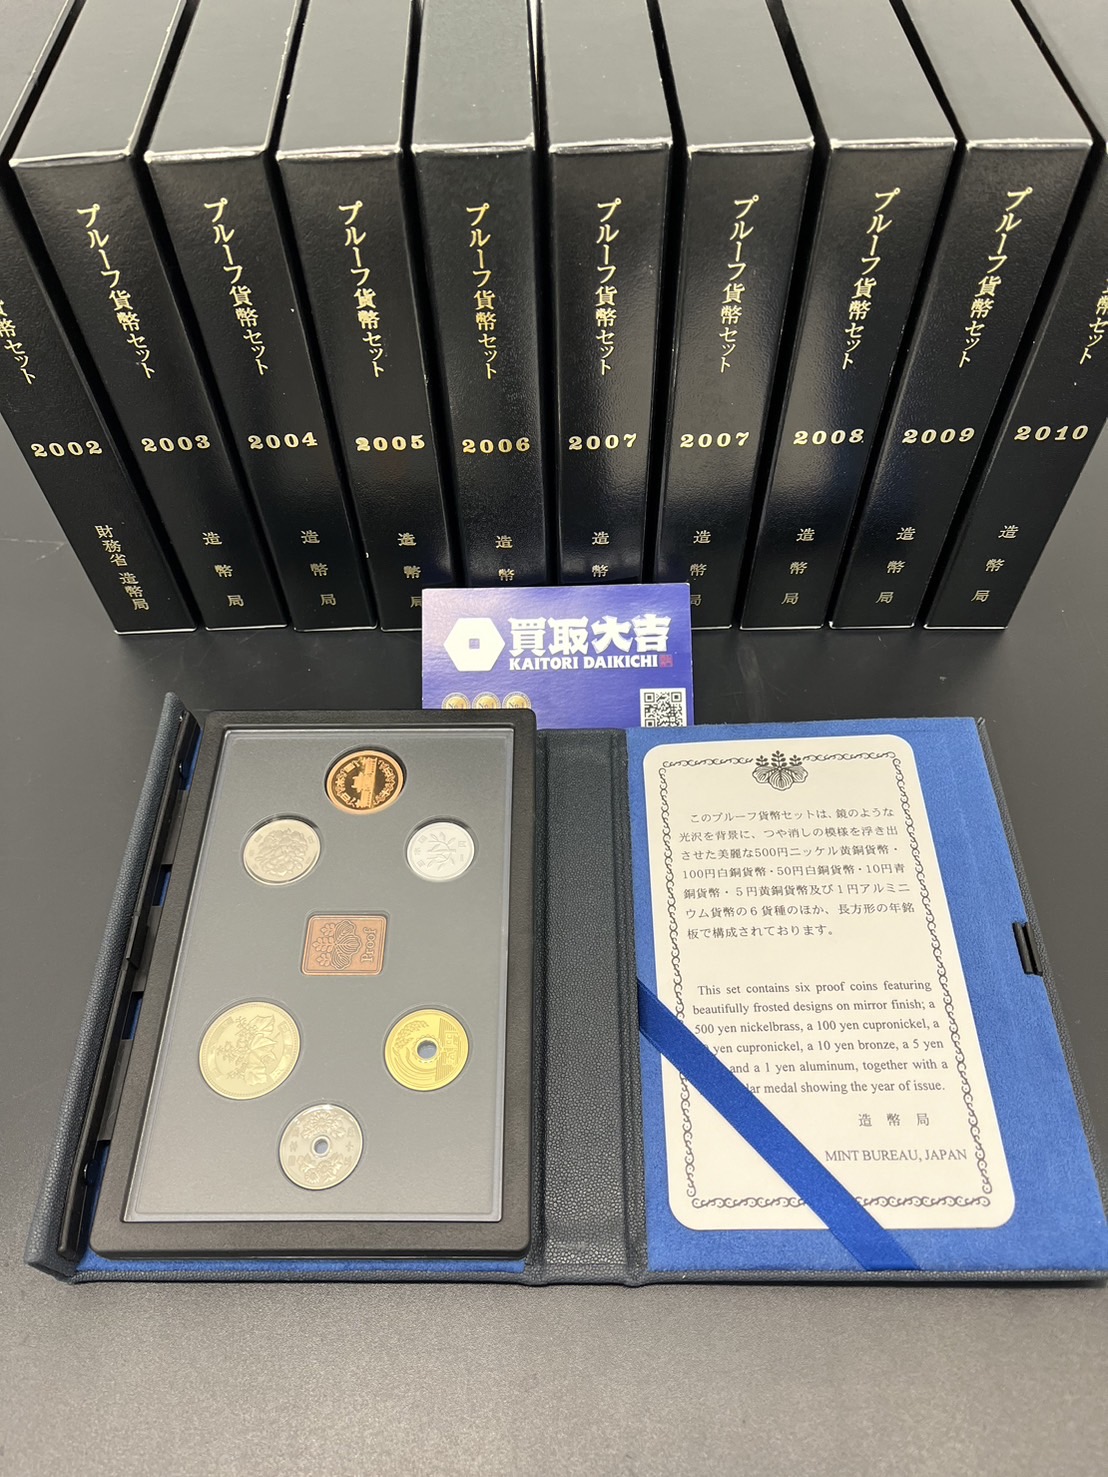 貨幣セット
2002
財務省 造幣局
プルーフ貨幣セット
2003
造幣局
プルーフ貨幣セット
2004
造幣局
プルーフ貨幣セット
2005
造幣局
プルーフ貨幣セット
2006
造幣
プルーフ貨幣セット
2007
造幣
プルーフ貨幣セット
2007
造幣局
プルーフ貨幣セット
2008
造幣局
プルーフ貨幣セット
2009
造幣局
2010
造幣局
貨幣セット
買取大吉
KAITORI DAIKICHI
Proof
このプルーフ貨幣セットは、鏡のような
光沢を背景に、つや消しの模様を浮き出
させた美麗な500円ニッケル黄銅貨幣・
100円白銅貨幣・50円白銅貨幣・10円青
銅貨幣・5円黄銅貨幣及び1円アルミニ
ウム貨幣の6貨種のほか、長方形の年銘
板で構成されております。
This set contains six proof coins featuring
beautifully frosted designs on mirror finish; a
500 yen nickelbrass, a 100 yen cupronickel, a
yen cupronickel, a 10 yen bronze, a 5 yen
and a 1 yen aluminum, together with a
lar medal showing the year of issue.
造幣局
MINT BUREAU, JAPAN